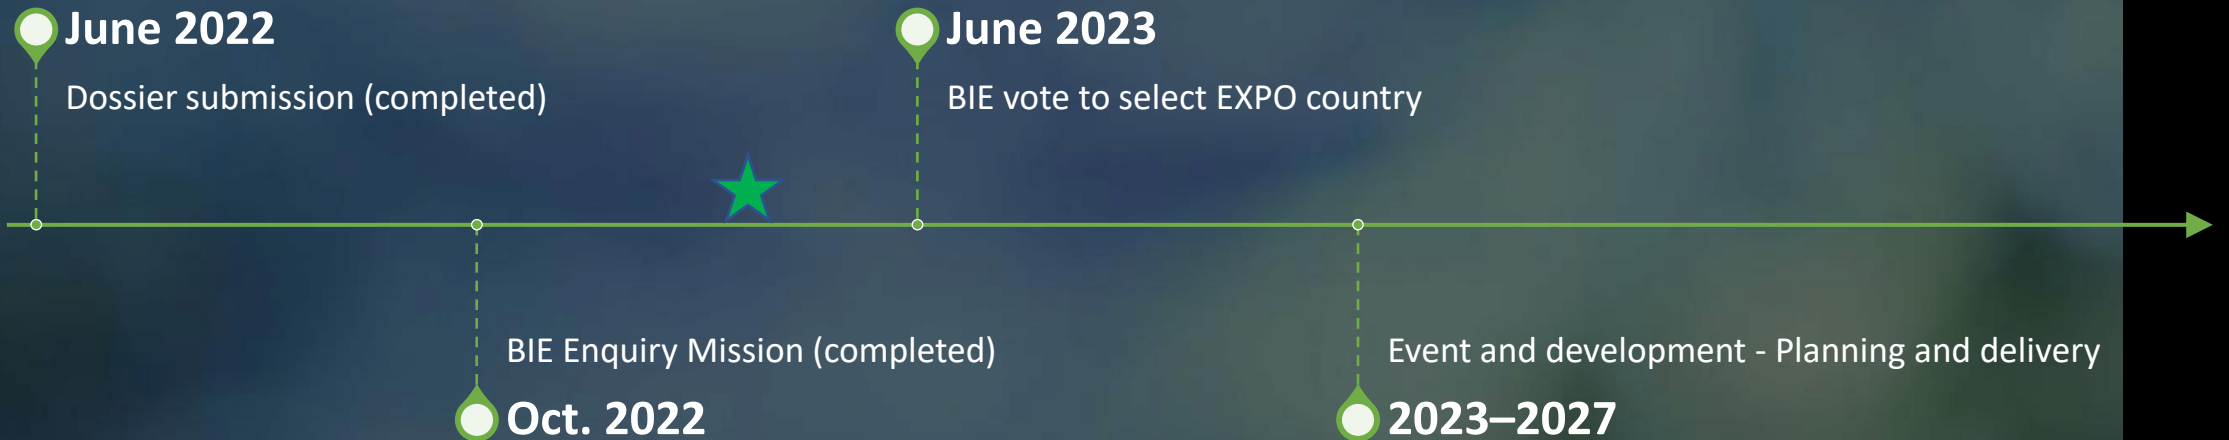 June 2022
Dossier submission (completed)
June 2023
BIE vote to select EXPO country
BIE Enquiry Mission (completed)
Oct. 2022
Event and development - Planning and delivery
2023–2027